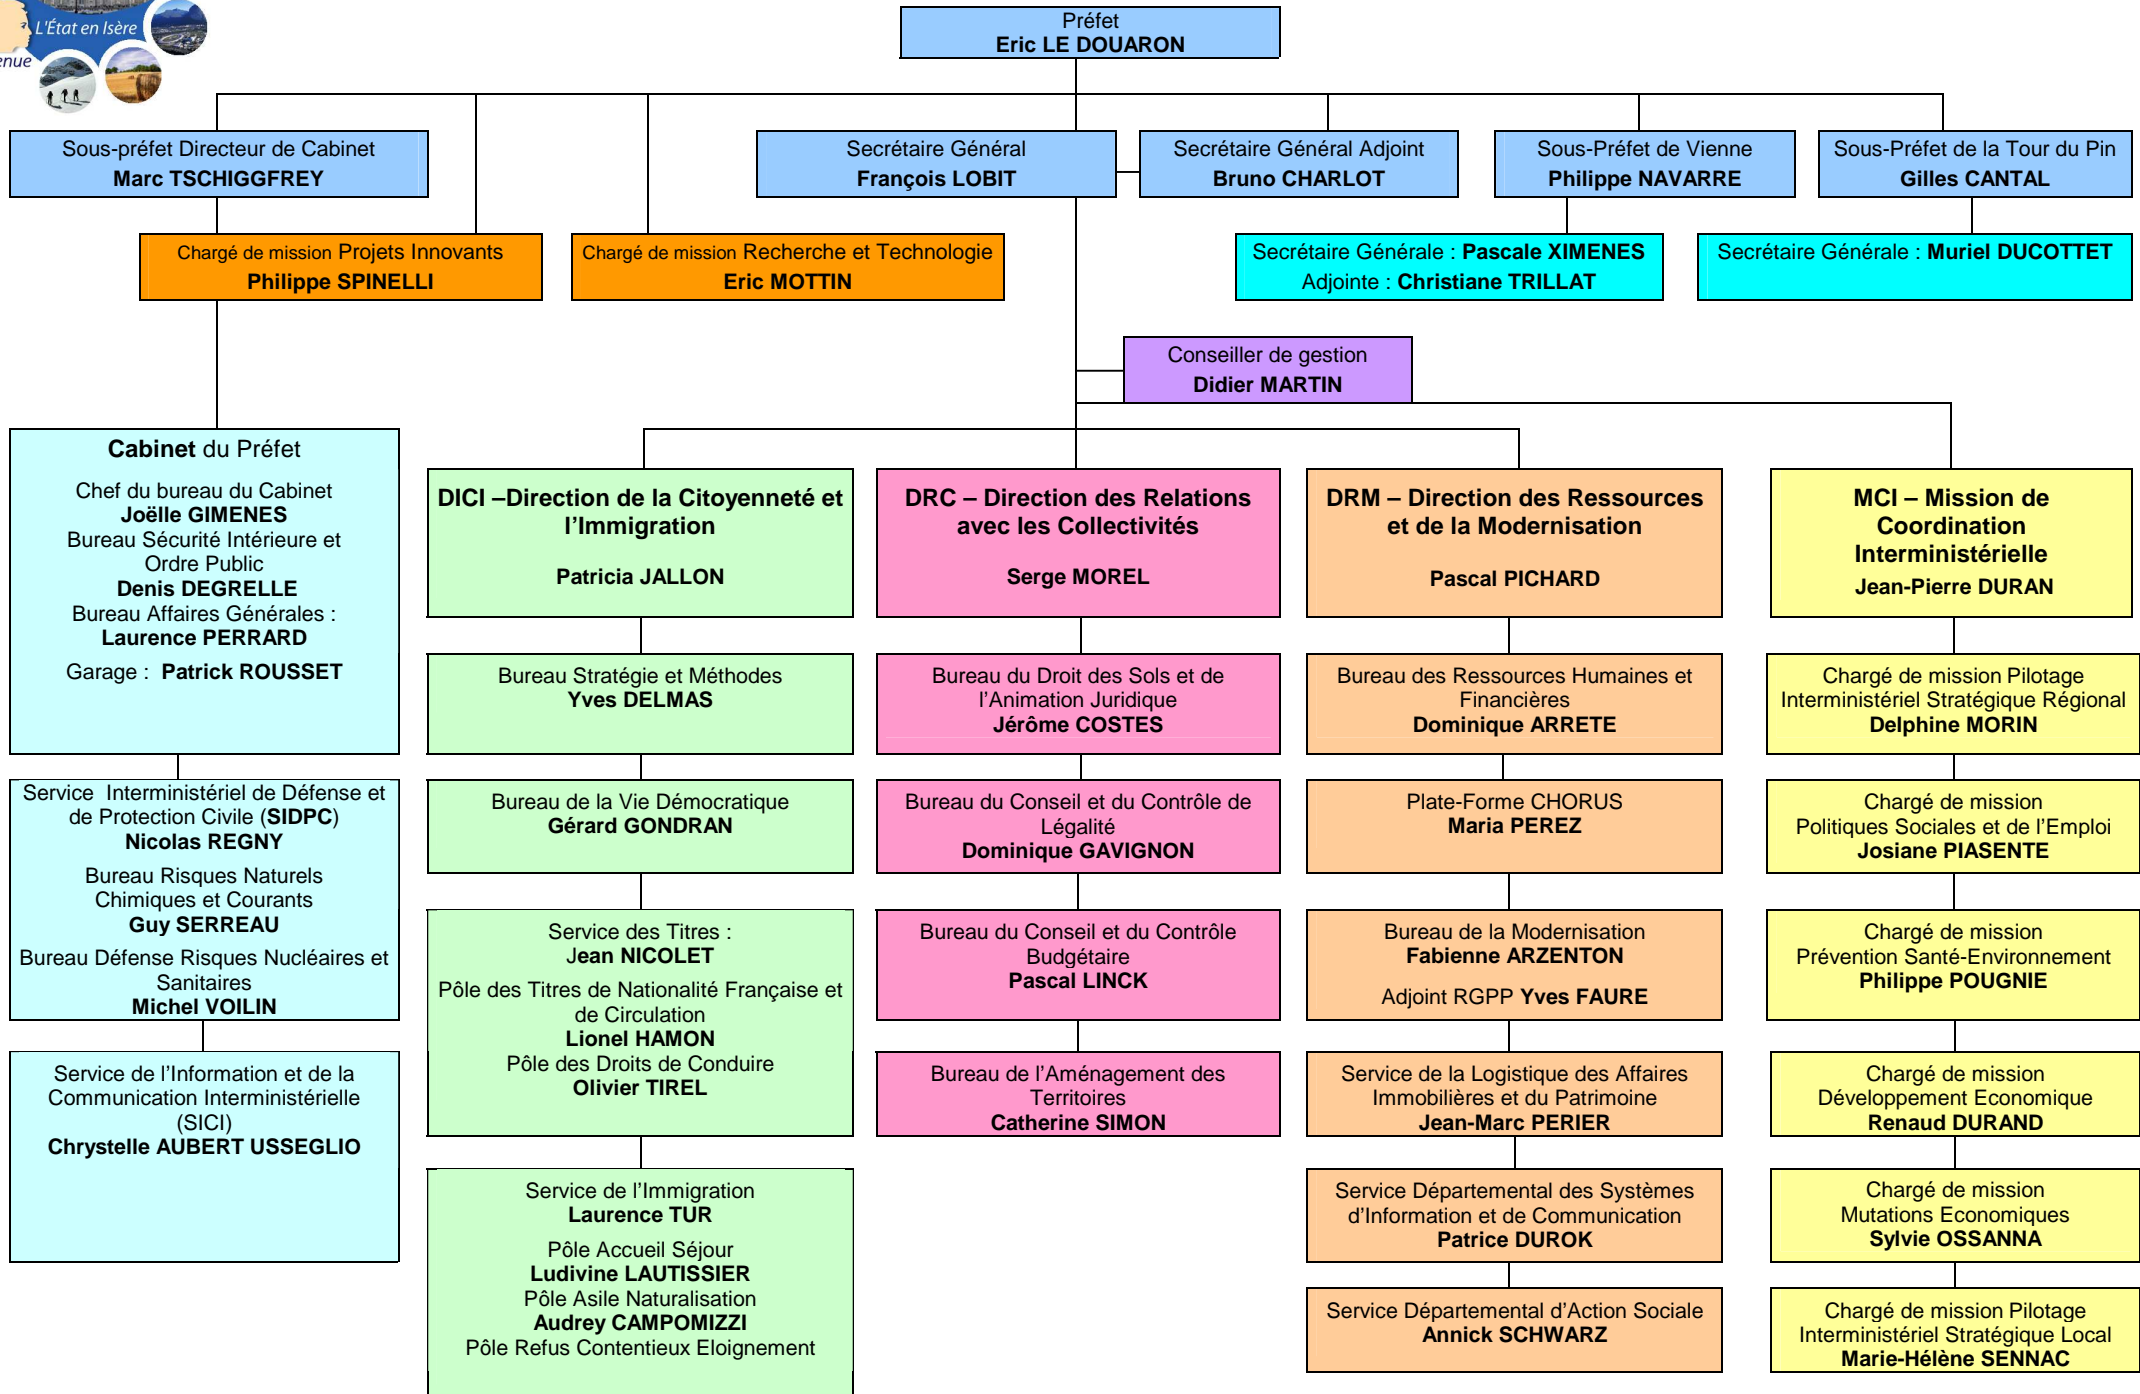 L'État en Isère
Préfet
Eric LE DOUARON
Sous-préfet Directeur de Cabinet
Marc TSCHIGGFREY
Secrétaire Général
François LOBIT
Secrétaire Général Adjoint
Bruno CHARLOT
Sous-Préfet de Vienne
Philippe NAVARRE
Sous-Préfet de la Tour du Pin
Gilles CANTAL
Chargé de mission Projets Innovants
Philippe SPINELLI
Chargé de mission Recherche et Technologie
Eric MOTTIN
Secrétaire Générale : Pascale XIMENES
Adjointe : Christiane TRILLAT
Secrétaire Générale : Muriel DUCOTTET
Conseiller de gestion
Didier MARTIN
Cabinet du Préfet
Chef du bureau du Cabinet
Joëlle GIMENES
Bureau Sécurité Intérieure et
Ordre Public
Denis DEGRELLE
Bureau Affaires Générales :
Laurence PERRARD
Garage : Patrick ROUSSET
Service Interministériel de Défense et
de Protection Civile (SIDPC)
Nicolas REGNY
Bureau Risques Naturels
Chimiques et Courants
Guy SERREAU
Bureau Défense Risques Nucléaires et
Sanitaires
Michel VOILIN
Service de l'Information et de la
Communication Interministérielle
(SICI)
Chrystelle AUBERT USSEGLIO
DICI –Direction de la Citoyenneté et
l'Immigration
Patricia JALLON
Bureau Stratégie et Méthodes
Yves DELMAS
Bureau de la Vie Démocratique
Gérard GONDRAN
Service des Titres :
Jean NICOLET
Pôle des Titres de Nationalité Française et
de Circulation
Lionel HAMON
Pôle des Droits de Conduire
Olivier TIREL
Service de l'Immigration
Laurence TUR
Pôle Accueil Séjour
Ludivine LAUTISSIER
Pôle Asile Naturalisation
Audrey CAMPOMIZZI
Pôle Refus Contentieux Eloignement
DRC – Direction des Relations
avec les Collectivités
Serge MOREL
Bureau du Droit des Sols et de
l'Animation Juridique
Jérôme COSTES
Bureau du Conseil et du Contrôle de
Légalité
Dominique GAVIGNON
Bureau du Conseil et du Contrôle
Budgétaire
Pascal LINCK
Bureau de l'Aménagement des
Territoires
Catherine SIMON
DRM – Direction des Ressources
et de la Modernisation
Pascal PICHARD
Bureau des Ressources Humaines et
Financières
Dominique ARRETE
Plate-Forme CHORUS
Maria PEREZ
Bureau de la Modernisation
Fabienne ARZENTON
Adjoint RGPP Yves FAURE
Service de la Logistique des Affaires
Immobilières et du Patrimoine
Jean-Marc PERIER
Service Départemental des Systèmes
d'Information et de Communication
Patrice DUROK
Service Départemental d'Action Sociale
Annick SCHWARZ
MCI – Mission de
Coordination
Interministérielle
Jean-Pierre DURAN
Chargé de mission Pilotage
Interministériel Stratégique Régional
Delphine MORIN
Chargé de mission
Politiques Sociales et de l'Emploi
Josiane PIASENTE
Chargé de mission
Prévention Santé-Environnement
Philippe POUGNIE
Chargé de mission
Développement Economique
Renaud DURAND
Chargé de mission
Mutations Economiques
Sylvie OSSANNA
Chargé de mission Pilotage
Interministériel Stratégique Local
Marie-Hélène SENNAC